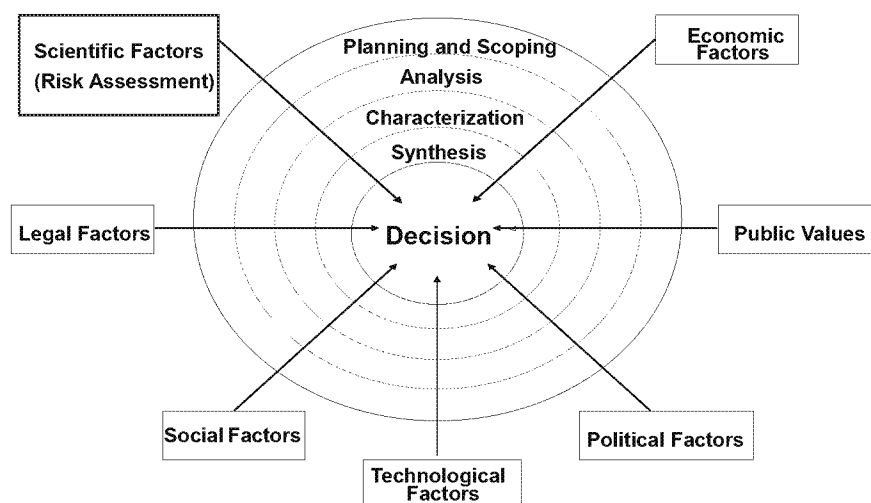 Scientific Factors
(Risk Assessment)
Economic
Factors
Planning and Scoping
Analysis
Characterization
Synthesis
Legal Factors
Decision
Public Values
Social Factors
Technological
Factors
Political Factors